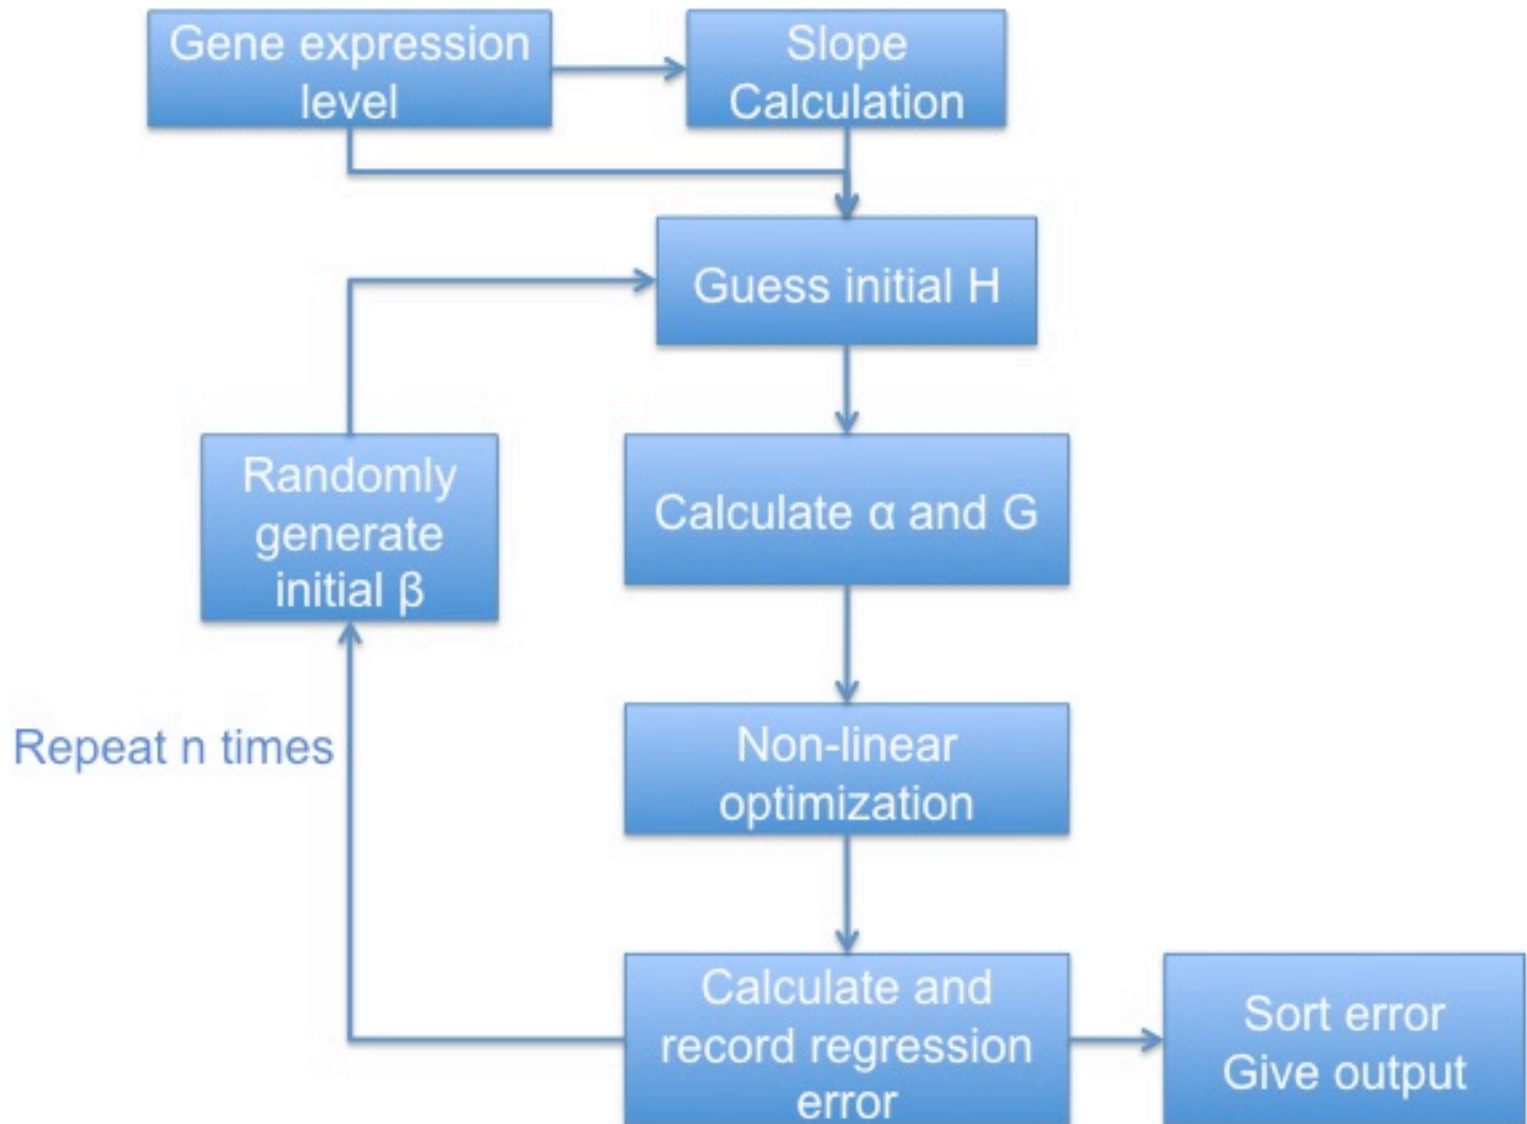 Gene expression
level
Slope
Calculation
Guess initial H
Randomly
generate
initial β
Calculate α and G
Repeat n times
Non-linear
optimization
Calculate and
record regression
error
Sort error
Give output